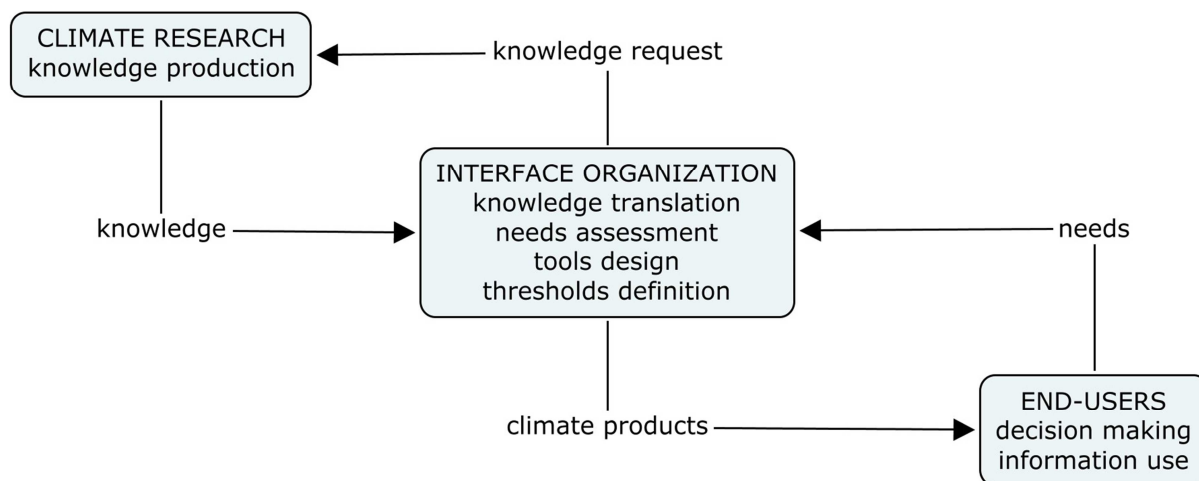 CLIMATE RESEARCH
knowledge production
knowledge request
INTERFACE ORGANIZATION
knowledge translation
needs assessment
tools design
thresholds definition
knowledge
needs
climate products
END-USERS
decision making
information use